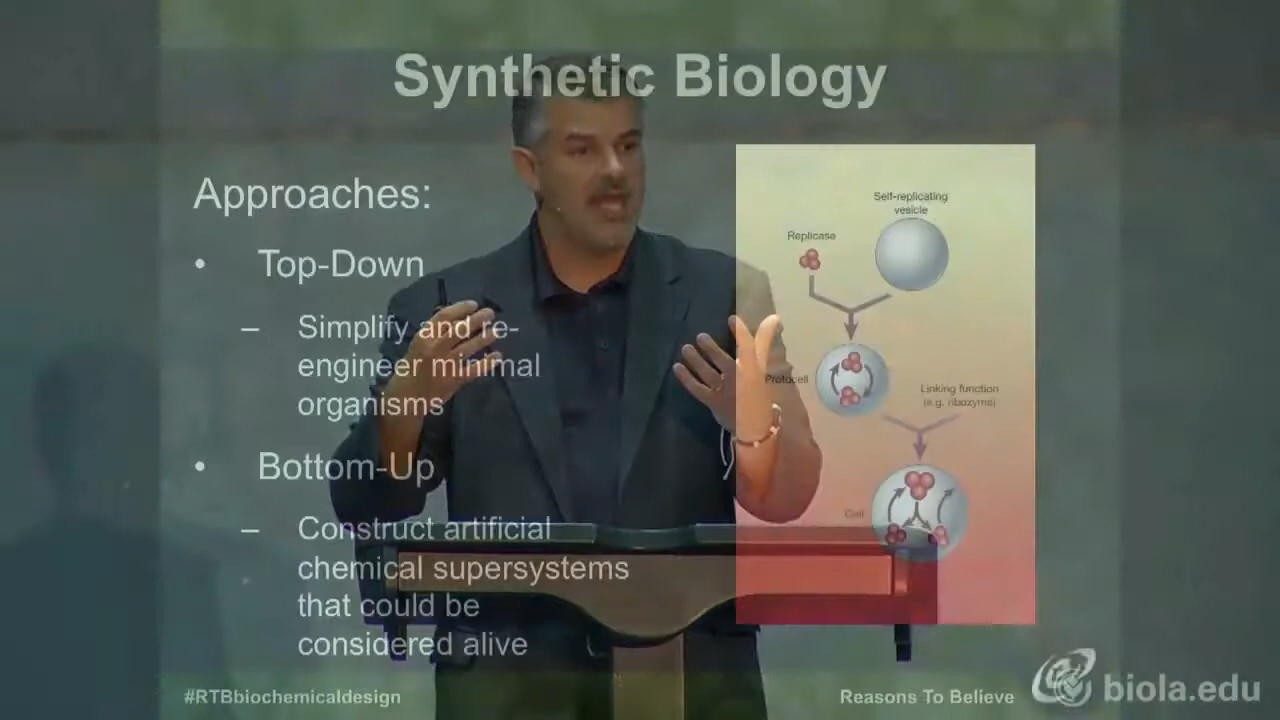 Synthetic Biology
Approaches:
• Top-Down
– Simplify and re-
engineer minimal
organisms
• Bottom-Up
– Construct artificial
chemical supersystems
that could be
considered alive
Self-replicating
vesicle
Replicase
Protocell
Linking function
(e.g. ribozyme)
Cell
#RTBbiochemicaldesign
Reasons To Believe
biola.edu